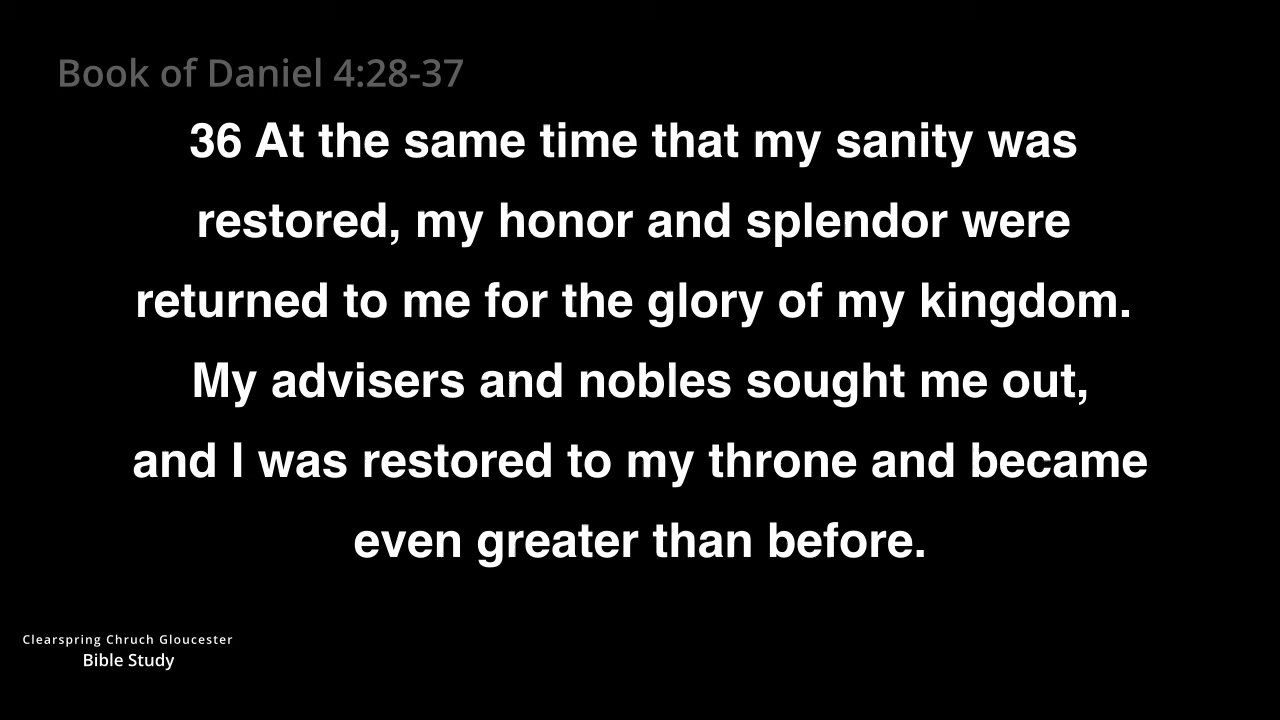 Book of Daniel 4:28-37
36 At the same time that my sanity was
restored, my honor and splendor were
returned to me for the glory of my kingdom.
My advisers and nobles sought me out,
and I was restored to my throne and became
even greater than before.
Clearspring Chruch Gloucester
Bible Study